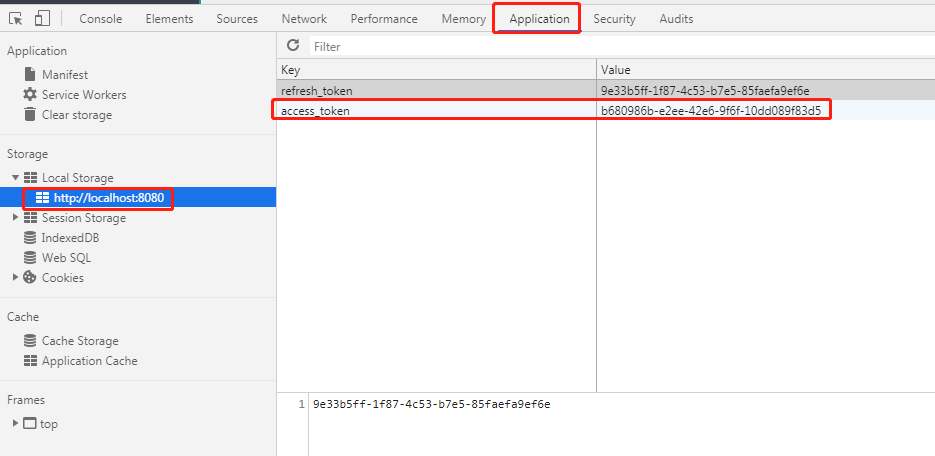 Console Elements Sources Network Performance Memory Application Security Audits
Application
Manifest
Service Workers
Clear storage
Storage
Local Storage
http://localhost:8080
Session Storage
IndexedDB
Web SQL
Cookies
Cache
Cache Storage
Application Cache
Frames
top
Filter
Key Value
refresh_token 9e33b5ff-1f87-4c53-b7e5-85faefa9ef6e
access_token b680986b-e2ee-42e6-9f6f-10dd089f83d5
1 9e33b5ff-1f87-4c53-b7e5-85faefa9ef6e